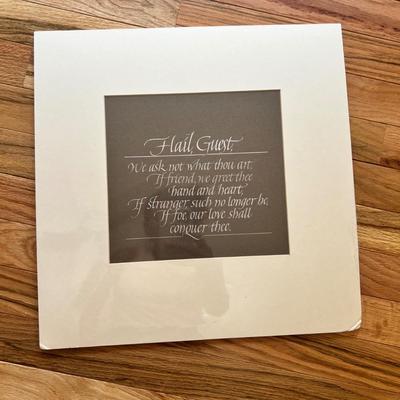 Hail, Guest,
We ask not what thou art;
If friend, we greet thee
hand and heart;
If stranger, such no longer be,
If foe, our love shall
conquer thee.